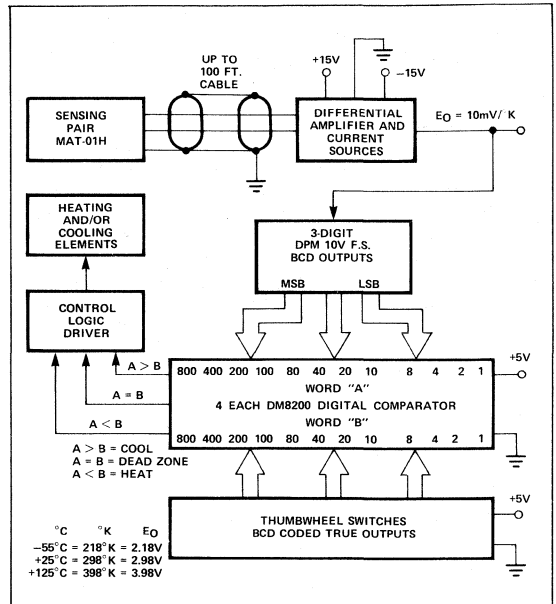 UP TO
100 FT.
CABLE
+15V
−15V
SENSING
PAIR
MAT-01H
DIFFERENTIAL
AMPLIFIER AND
CURRENT
SOURCES
EO = 10mV/°K
HEATING
AND/OR
COOLING
ELEMENTS
3-DIGIT
DPM 10V F.S.
BCD OUTPUTS
MSB LSB
CONTROL
LOGIC
DRIVER
A > B
A = B
A < B
800 400 200 100 80 40 20 10 8 4 2 1
WORD "A"
4 EACH DM8200 DIGITAL COMPARATOR
WORD "B"
800 400 200 100 80 40 20 10 8 4 2 1
+5V
A > B = COOL
A = B = DEAD ZONE
A < B = HEAT
THUMBWHEEL SWITCHES
BCD CODED TRUE OUTPUTS
+5V
°C °K EO
−55°C = 218°K = 2.18V
+25°C = 298°K = 2.98V
+125°C = 398°K = 3.98V